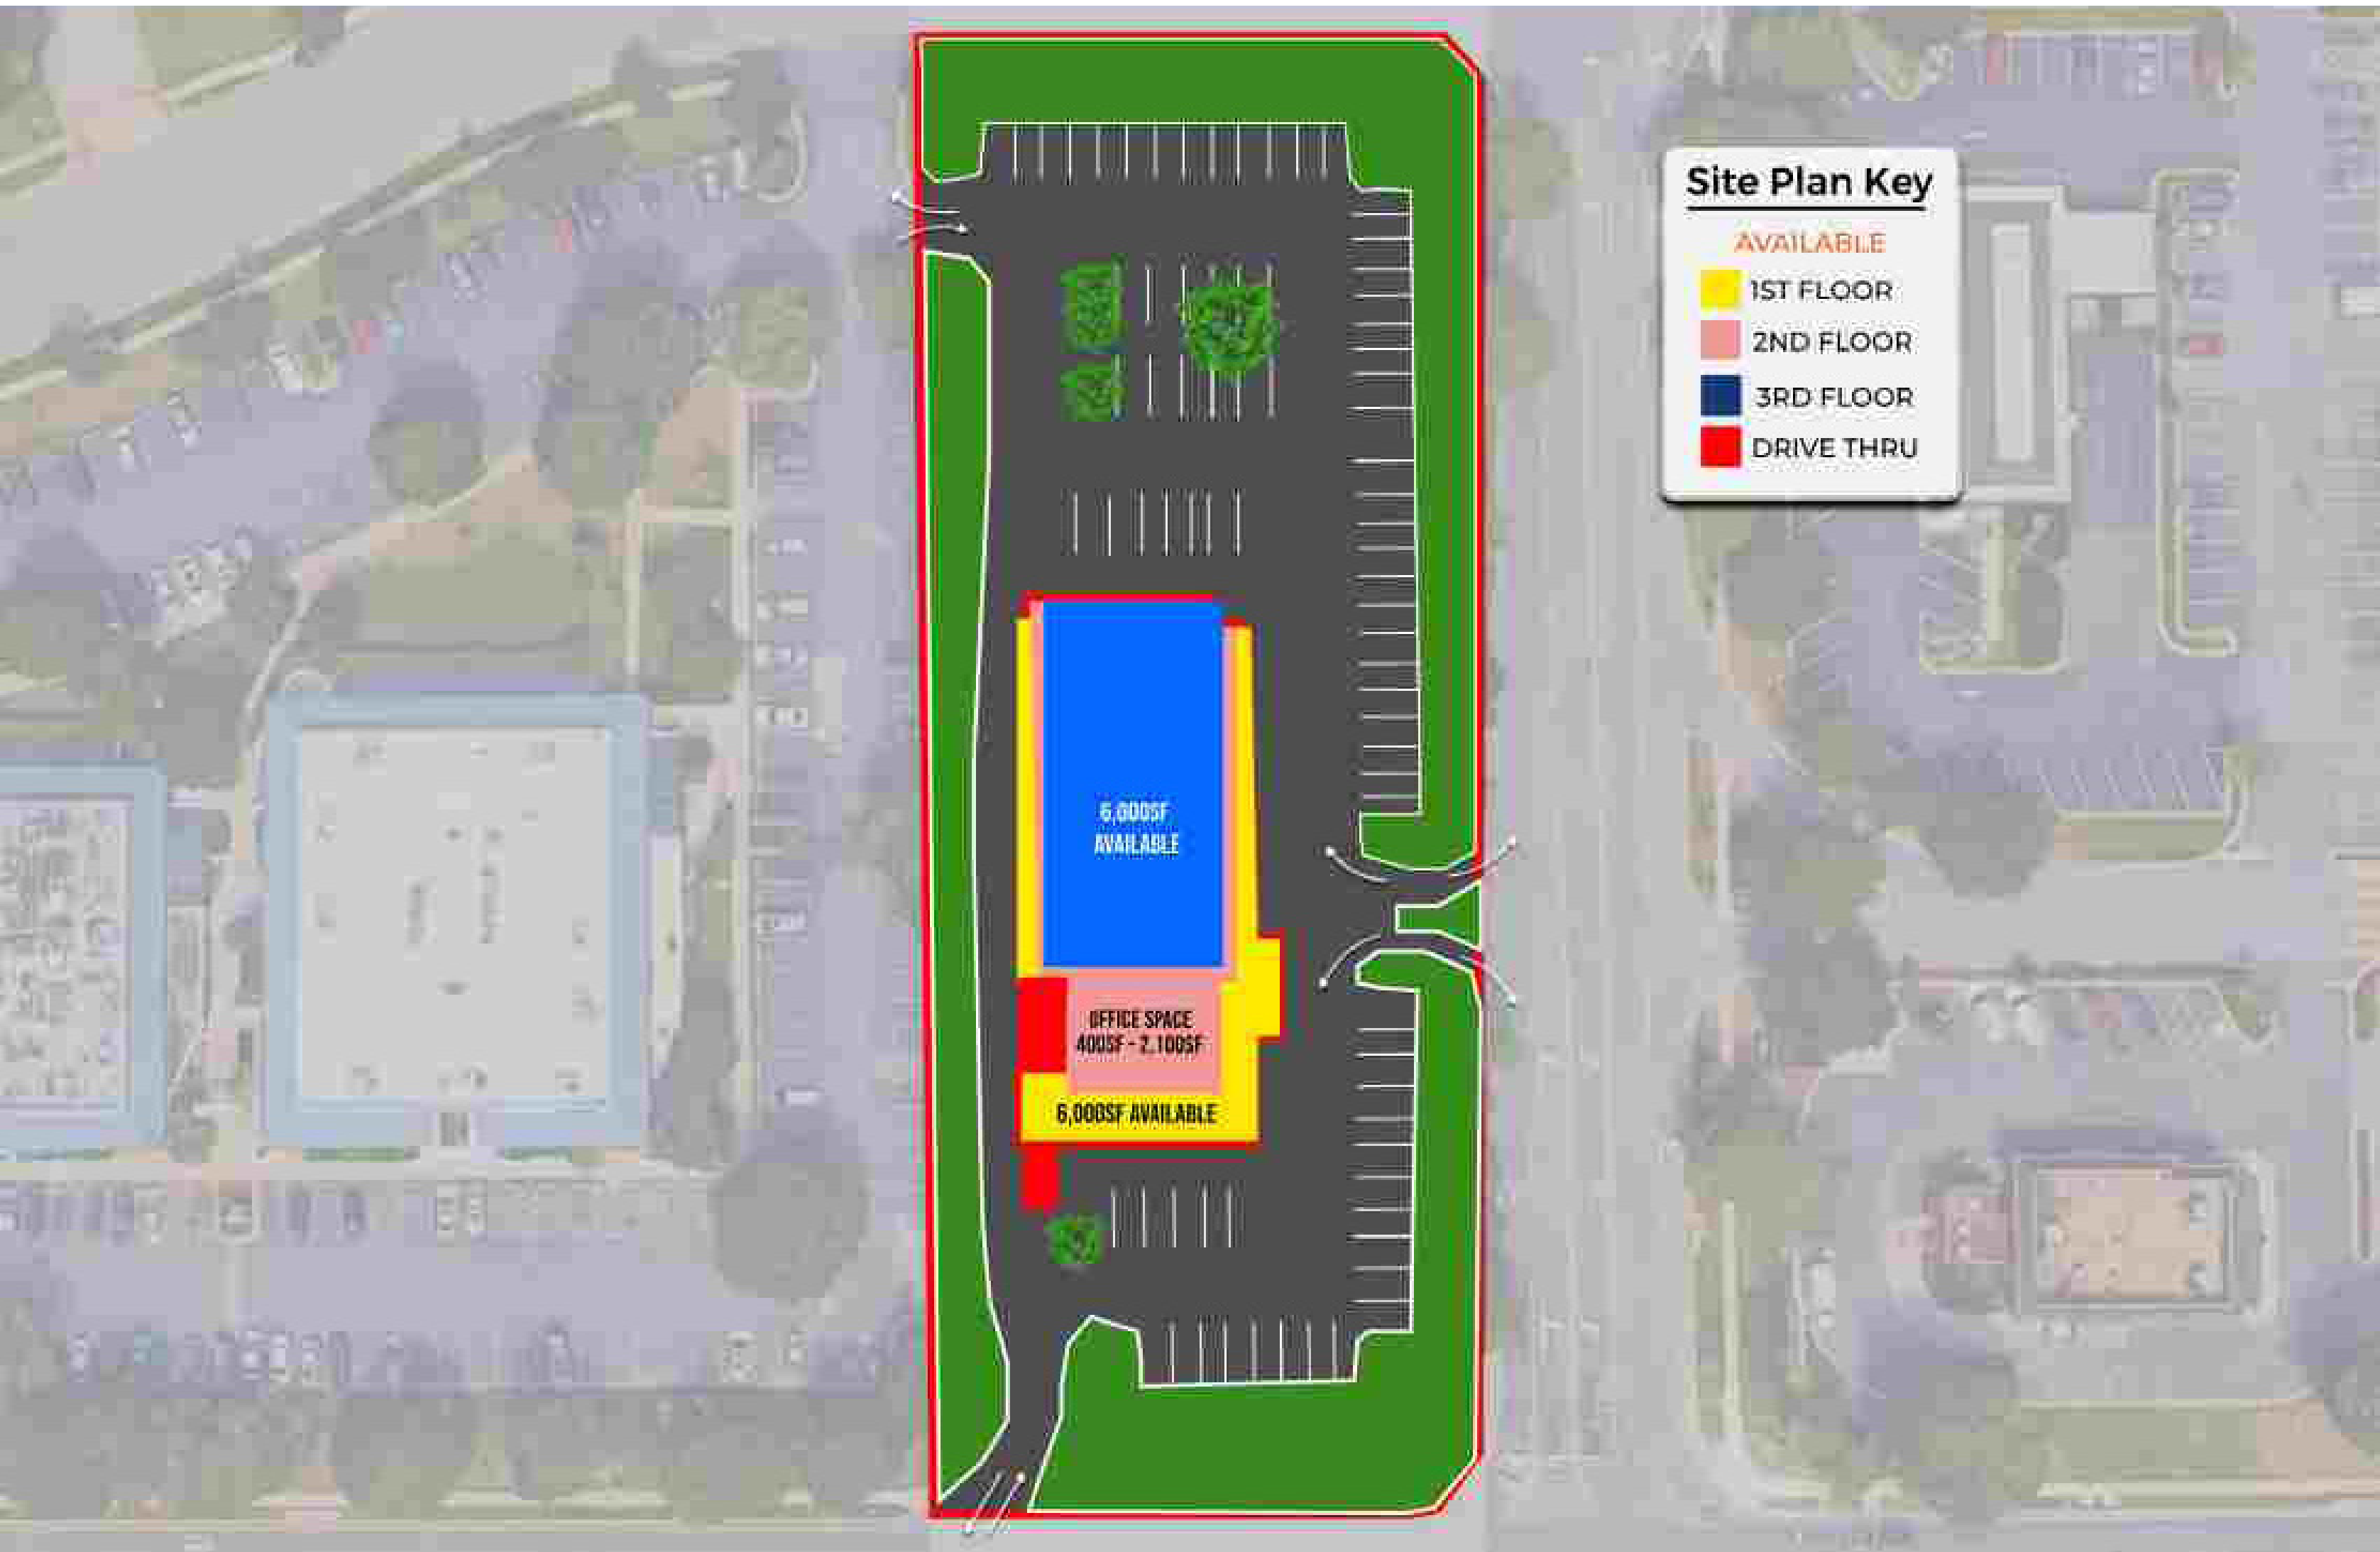 Site Plan Key
AVAILABLE
1ST FLOOR
2ND FLOOR
3RD FLOOR
DRIVE THRU
6,000SF
AVAILABLE
OFFICE SPACE
400SF - 2,100SF
6,000SF AVAILABLE